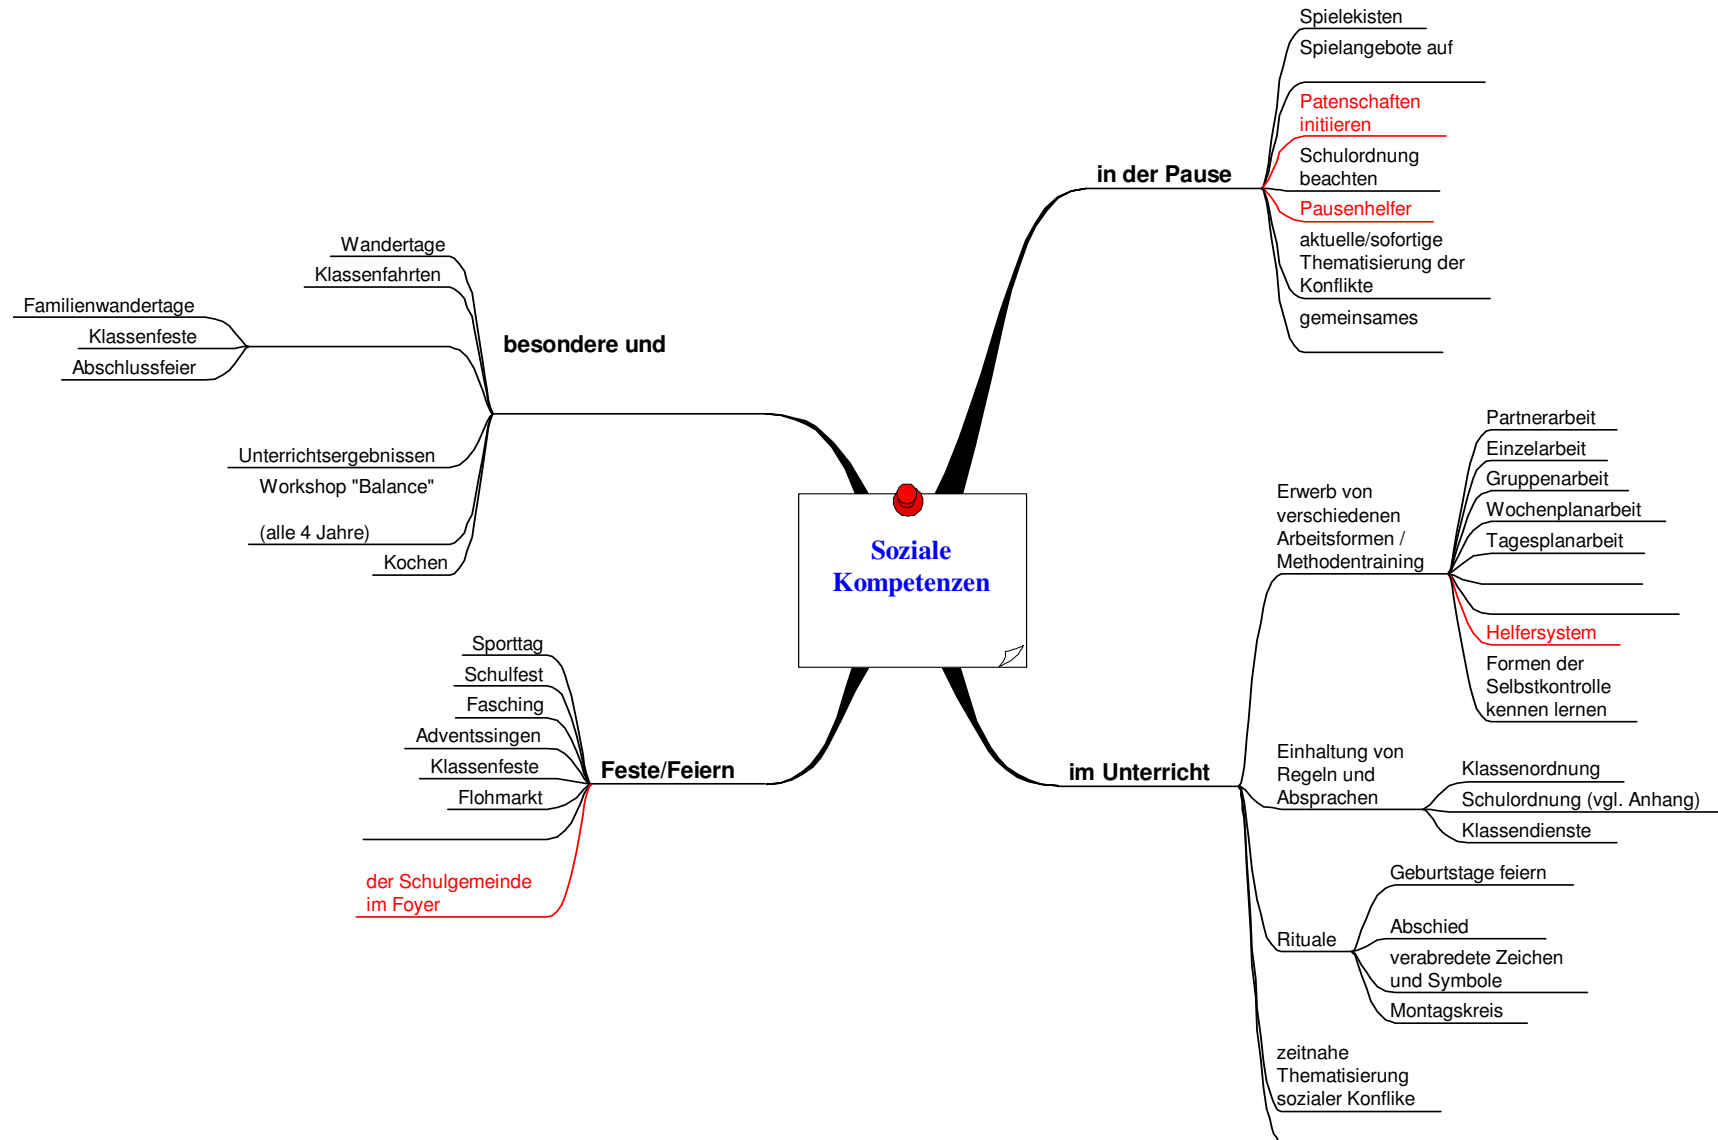 Soziale
Kompetenzen
in der Pause
Spielekisten
Spielangebote auf
Patenschaften
initiieren
Schulordnung
beachten
Pausenhelfer
aktuelle/sofortige
Thematisierung der
Konflikte
gemeinsames
im Unterricht
Erwerb von
verschiedenen
Arbeitsformen /
Methodentraining
Partnerarbeit
Einzelarbeit
Gruppenarbeit
Wochenplanarbeit
Tagesplanarbeit
Helfersystem
Formen der
Selbstkontrolle
kennen lernen
Einhaltung von
Regeln und
Absprachen
Klassenordnung
Schulordnung (vgl. Anhang)
Klassendienste
Rituale
Geburtstage feiern
Abschied
verabredete Zeichen
und Symbole
Montagskreis
zeitnahe
Thematisierung
sozialer Konflike
besondere und
Wandertage
Klassenfahrten
Familienwandertage
Klassenfeste
Abschlussfeier
Unterrichtsergebnissen
Workshop "Balance"
(alle 4 Jahre)
Kochen
Feste/Feiern
Sporttag
Schulfest
Fasching
Adventssingen
Klassenfeste
Flohmarkt
der Schulgemeinde
im Foyer